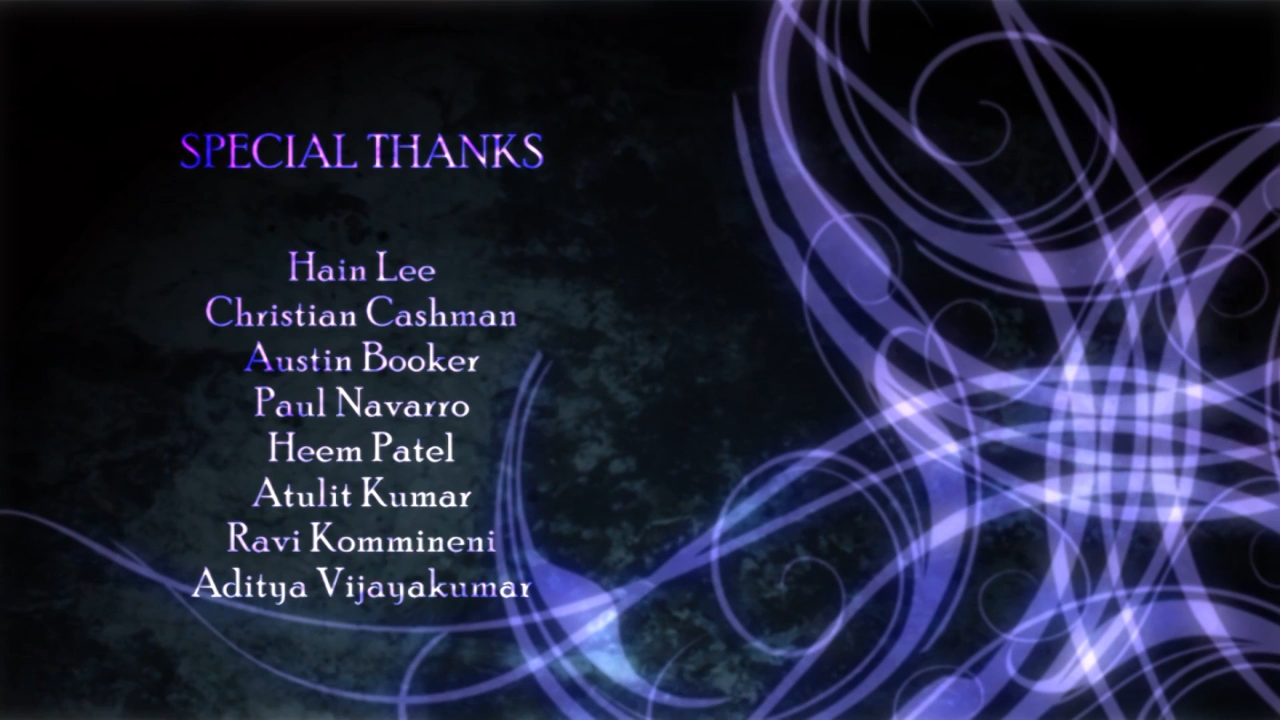 SPECIAL THANKS
Hain Lee
Christian Cashman
Austin Booker
Paul Navarro
Heem Patel
Atulit Kumar
Ravi Kommineni
Aditya Vijayakumar